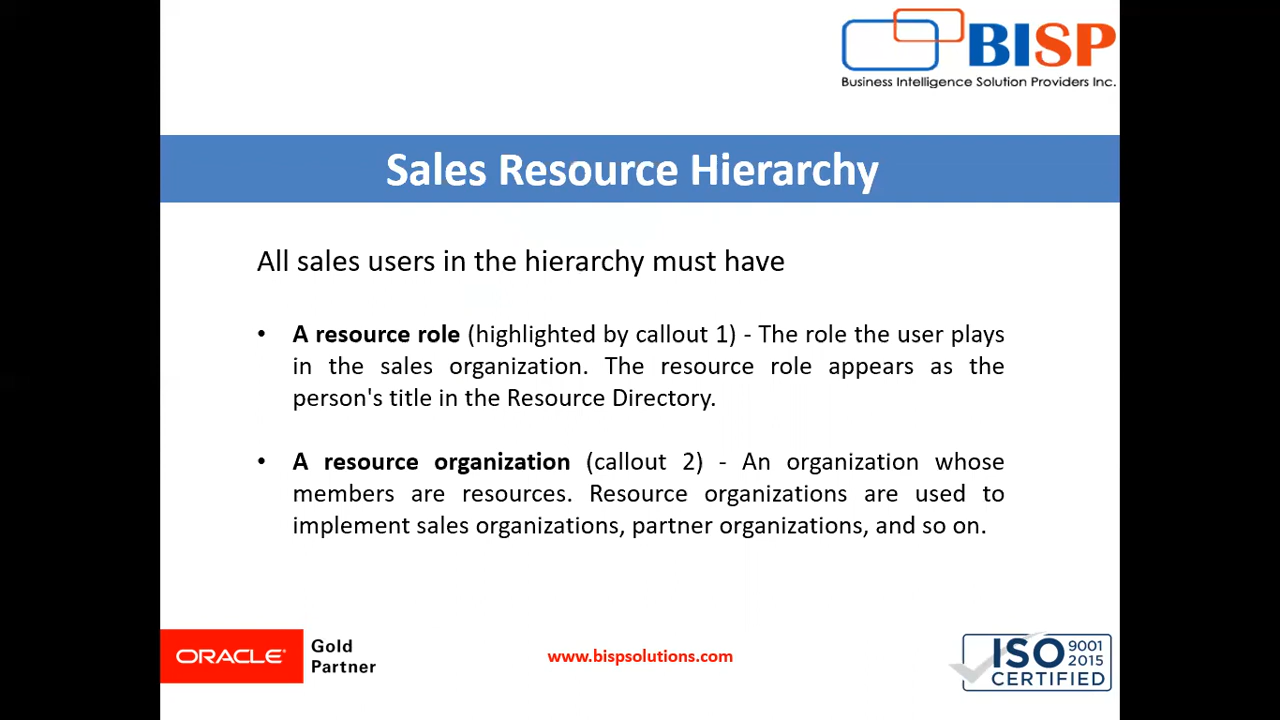 BISP
Business Intelligence Solution Providers Inc.
Sales Resource Hierarchy
All sales users in the hierarchy must have
• A resource role (highlighted by callout 1) - The role the user plays
in the sales organization. The resource role appears as the
person's title in the Resource Directory.
• A resource organization (callout 2) - An organization whose
members are resources. Resource organizations are used to
implement sales organizations, partner organizations, and so on.
ORACLE
Gold
Partner
www.bispsolutions.com
ISO 9001
2015
CERTIFIED